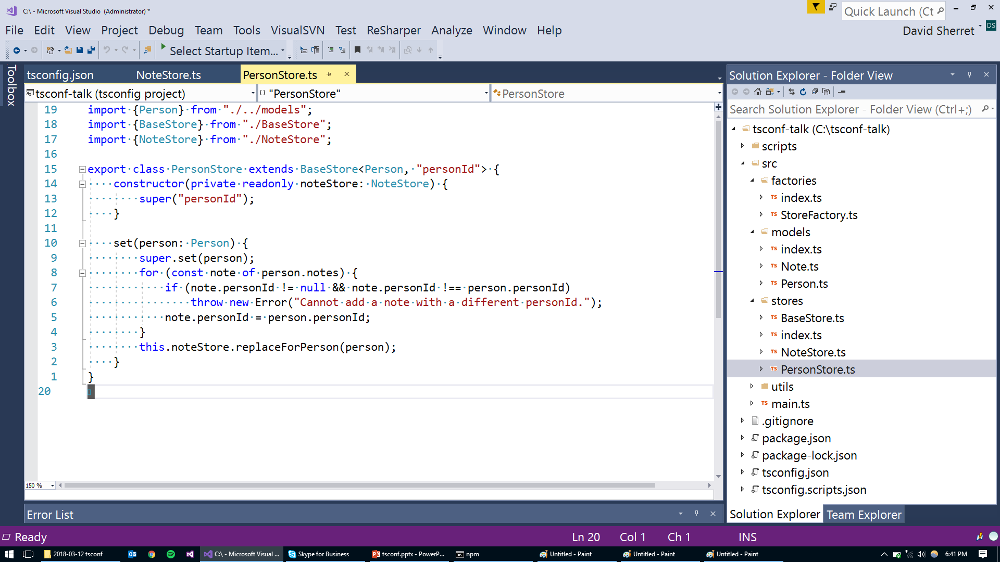 C:\ - Microsoft Visual Studio (Administrator) *
Quick Launch (Ct
File Edit View Project Debug Team Tools VisualSVN Test ReSharper Analyze Window Help
David Sherret DS
Select Startup Item...
Toolbox
tsconfig.json NoteStore.ts PersonStore.ts
tsconf-talk (tsconfig project) "PersonStore" PersonStore
19 import {Person} from "./../models";
18 import {BaseStore} from "./BaseStore";
17 import {NoteStore} from "./NoteStore";
16
15 export class PersonStore extends BaseStore<Person, "personId"> {
14 constructor(private readonly noteStore: NoteStore) {
13 super("personId");
12 }
11
10 set(person: Person) {
9 super.set(person);
8 for (const note of person.notes) {
7 if (note.personId != null && note.personId !== person.personId)
6 throw new Error("Cannot add a note with a different personId.");
5 note.personId = person.personId;
4 }
3 this.noteStore.replaceForPerson(person);
2 }
1 }
20
150 %
Error List
Solution Explorer - Folder View
Search Solution Explorer - Folder View (Ctrl+;)
tsconf-talk (C:\tsconf-talk)
scripts
src
factories
TS index.ts
TS StoreFactory.ts
models
TS index.ts
TS Note.ts
TS Person.ts
stores
TS BaseStore.ts
TS index.ts
TS NoteStore.ts
TS PersonStore.ts
utils
TS main.ts
.gitignore
package.json
package-lock.json
tsconfig.json
tsconfig.scripts.json
Solution Explorer Team Explorer
Ready Ln 20 Col 1 Ch 1 INS
2018-03-12 tsconf C:\ - Microsoft Visual ... Skype for Business tsconf.pptx - PowerP... npm Untitled - Paint Untitled - Paint Untitled - Paint 6:41 PM